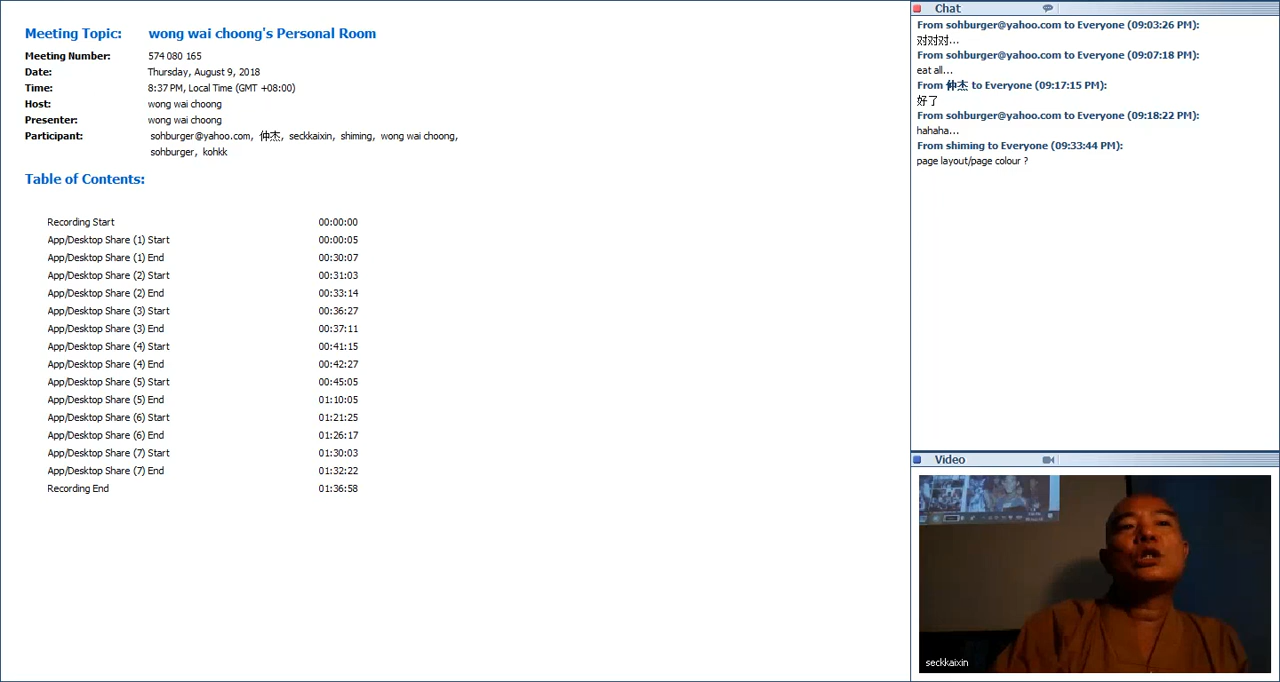 Meeting Topic: wong wai choong's Personal Room
Meeting Number: 574 080 165
Date: Thursday, August 9, 2018
Time: 8:37 PM, Local Time (GMT +08:00)
Host: wong wai choong
Presenter: wong wai choong
Participant: sohburger@yahoo.com, 仲杰, seckkaixin, shiming, wong wai choong,
sohburger, kohkk
Table of Contents:
Recording Start 00:00:00
App/Desktop Share (1) Start 00:00:05
App/Desktop Share (1) End 00:30:07
App/Desktop Share (2) Start 00:31:03
App/Desktop Share (2) End 00:33:14
App/Desktop Share (3) Start 00:36:27
App/Desktop Share (3) End 00:37:11
App/Desktop Share (4) Start 00:41:15
App/Desktop Share (4) End 00:42:27
App/Desktop Share (5) Start 00:45:05
App/Desktop Share (5) End 01:10:05
App/Desktop Share (6) Start 01:21:25
App/Desktop Share (6) End 01:26:17
App/Desktop Share (7) Start 01:30:03
App/Desktop Share (7) End 01:32:22
Recording End 01:36:58
Chat
From sohburger@yahoo.com to Everyone (09:03:26 PM):
对对对...
From sohburger@yahoo.com to Everyone (09:07:18 PM):
eat all...
From 仲杰 to Everyone (09:17:15 PM):
好了
From sohburger@yahoo.com to Everyone (09:18:22 PM):
hahaha...
From shiming to Everyone (09:33:44 PM):
page layout/page colour ?
Video
seckkaixin